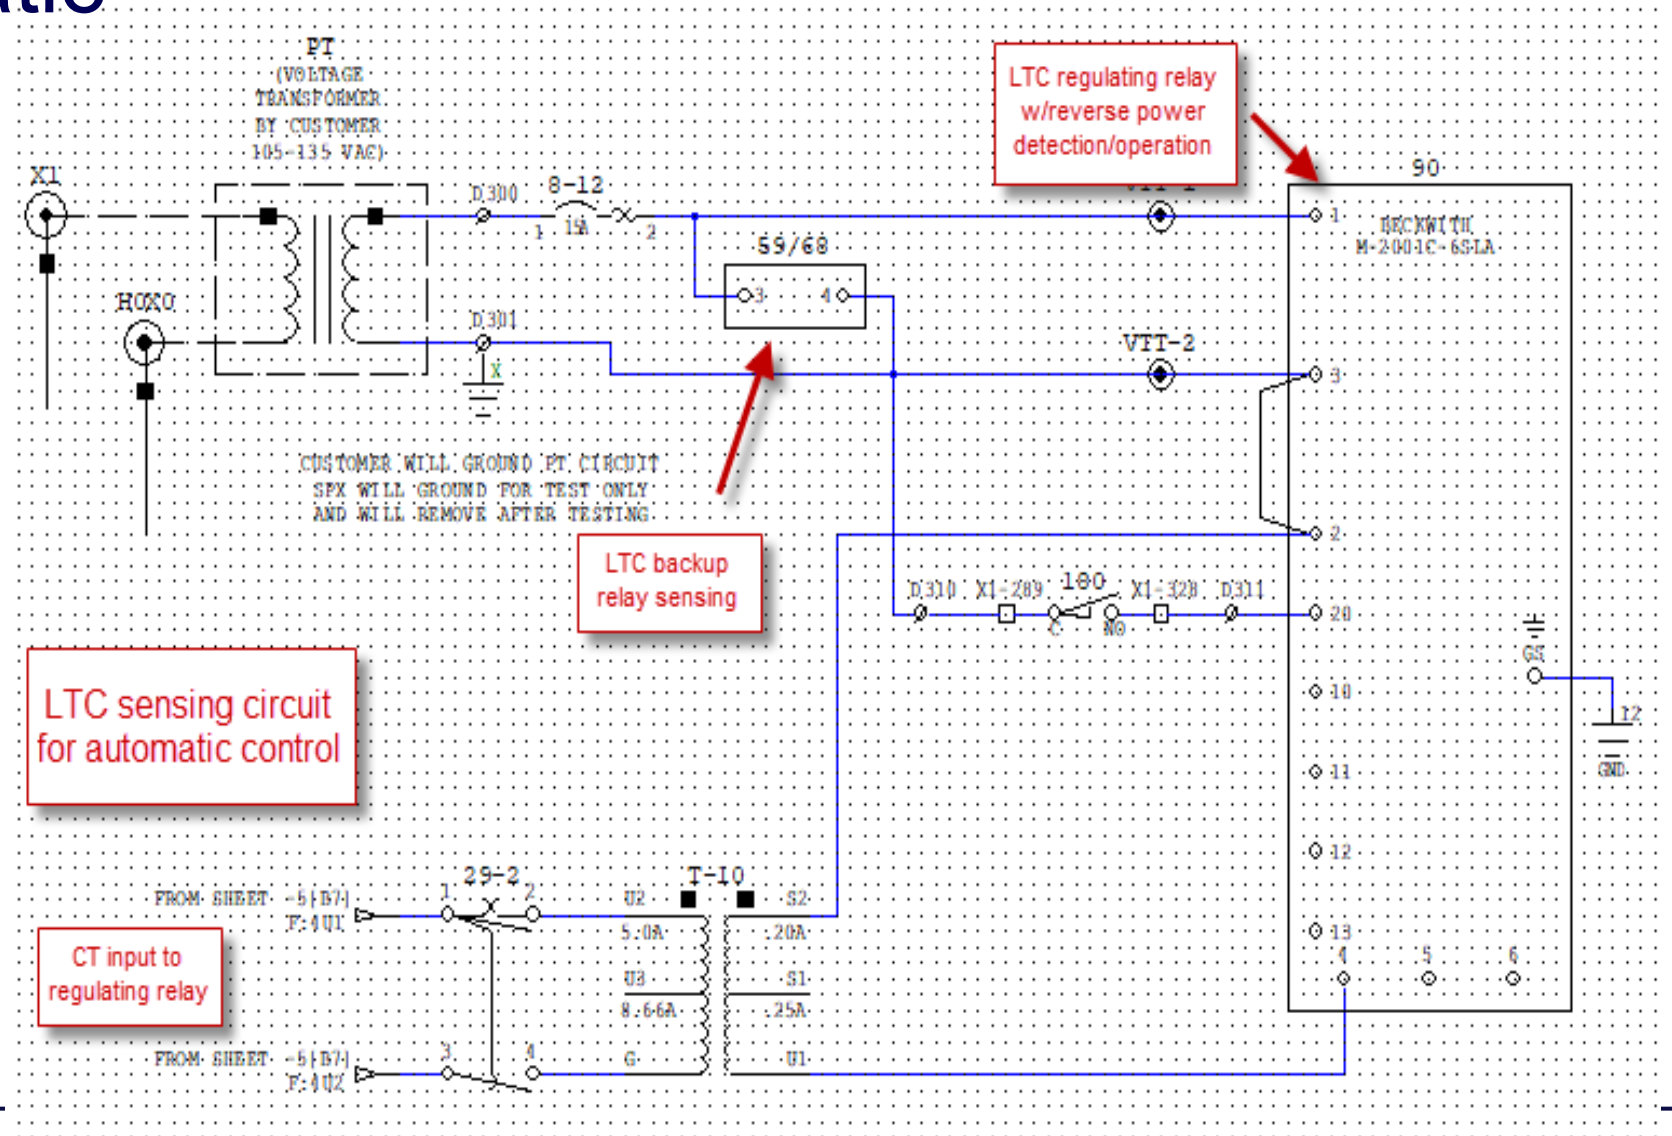 PT
(VOLTAGE
TRANSFORMER
BY CUSTOMER
105-135 VAC)
LTC regulating relay
w/reverse power
detection/operation
X1
D300
8-12
1
15A
2
90
1
BECKWITH
M-2001C-6SLA
59/68
3
4
H0X0
D301
X
VTT-2
3
CUSTOMER WILL GROUND PT CIRCUIT
SPX WILL GROUND FOR TEST ONLY
AND WILL REMOVE AFTER TESTING
LTC backup
relay sensing
2
D310
X1-289
180
X1-328
D311
C
NO
20
GS
LTC sensing circuit
for automatic control
10
12
GND
11
12
13
4
5
6
29-2
T-10
FROM SHEET -5(B7)
F:4U1
1
2
U2
S2
5.0A
.20A
CT input to
regulating relay
U3
S1
8.66A
.25A
FROM SHEET -5(B7)
F:4U2
3
4
G
U1